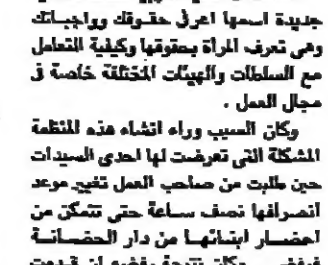 جديدة اسمها اعرفى حقوقك وواجباتك
وهى تعرف المرأة بحقوقها وكيفية التعامل
مع السلطات والهيئات المختلفة خاصة فى
مجال العمل .
وكان السبب وراء انشاء هذه المنظمة
المشكلة التى تعرضت لها احدى السيدات
حين طلبت من صاحب العمل تغيير موعد
انصرافها نصف ساعة حتى تتمكن من
احضار ابنائها من دار الحضانة